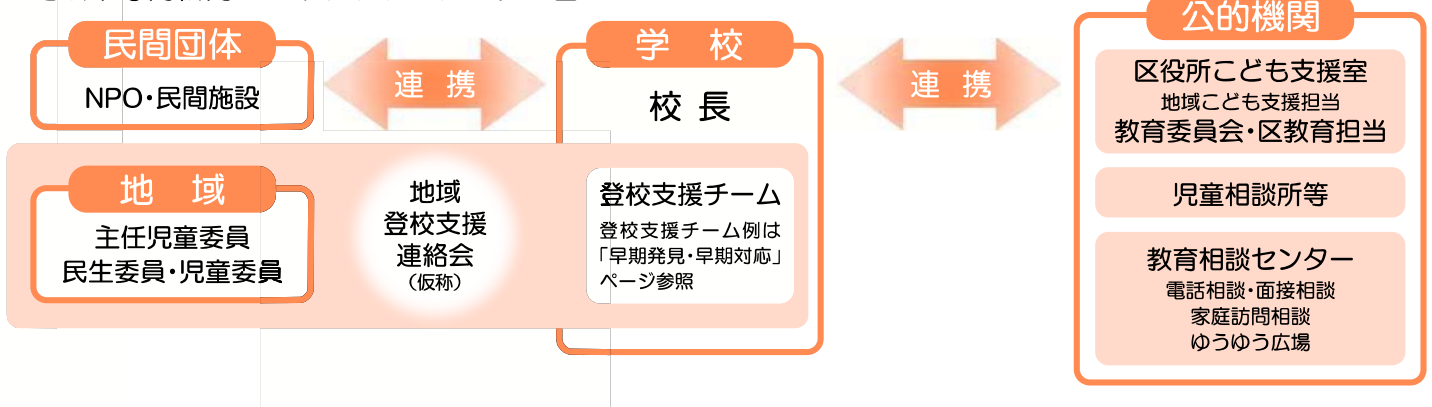 民間団体
NPO・民間施設
連 携
学 校
校 長
連 携
公的機関
区役所こども支援室
地域こども支援担当
教育委員会・区教育担当
児童相談所等
教育相談センター
電話相談・面接相談
家庭訪問相談
ゆうゆう広場
地 域
主任児童委員
民生委員・児童委員
地域
登校支援
連絡会
（仮称）
登校支援チーム
登校支援チーム例は
「早期発見・早期対応」
ページ参照